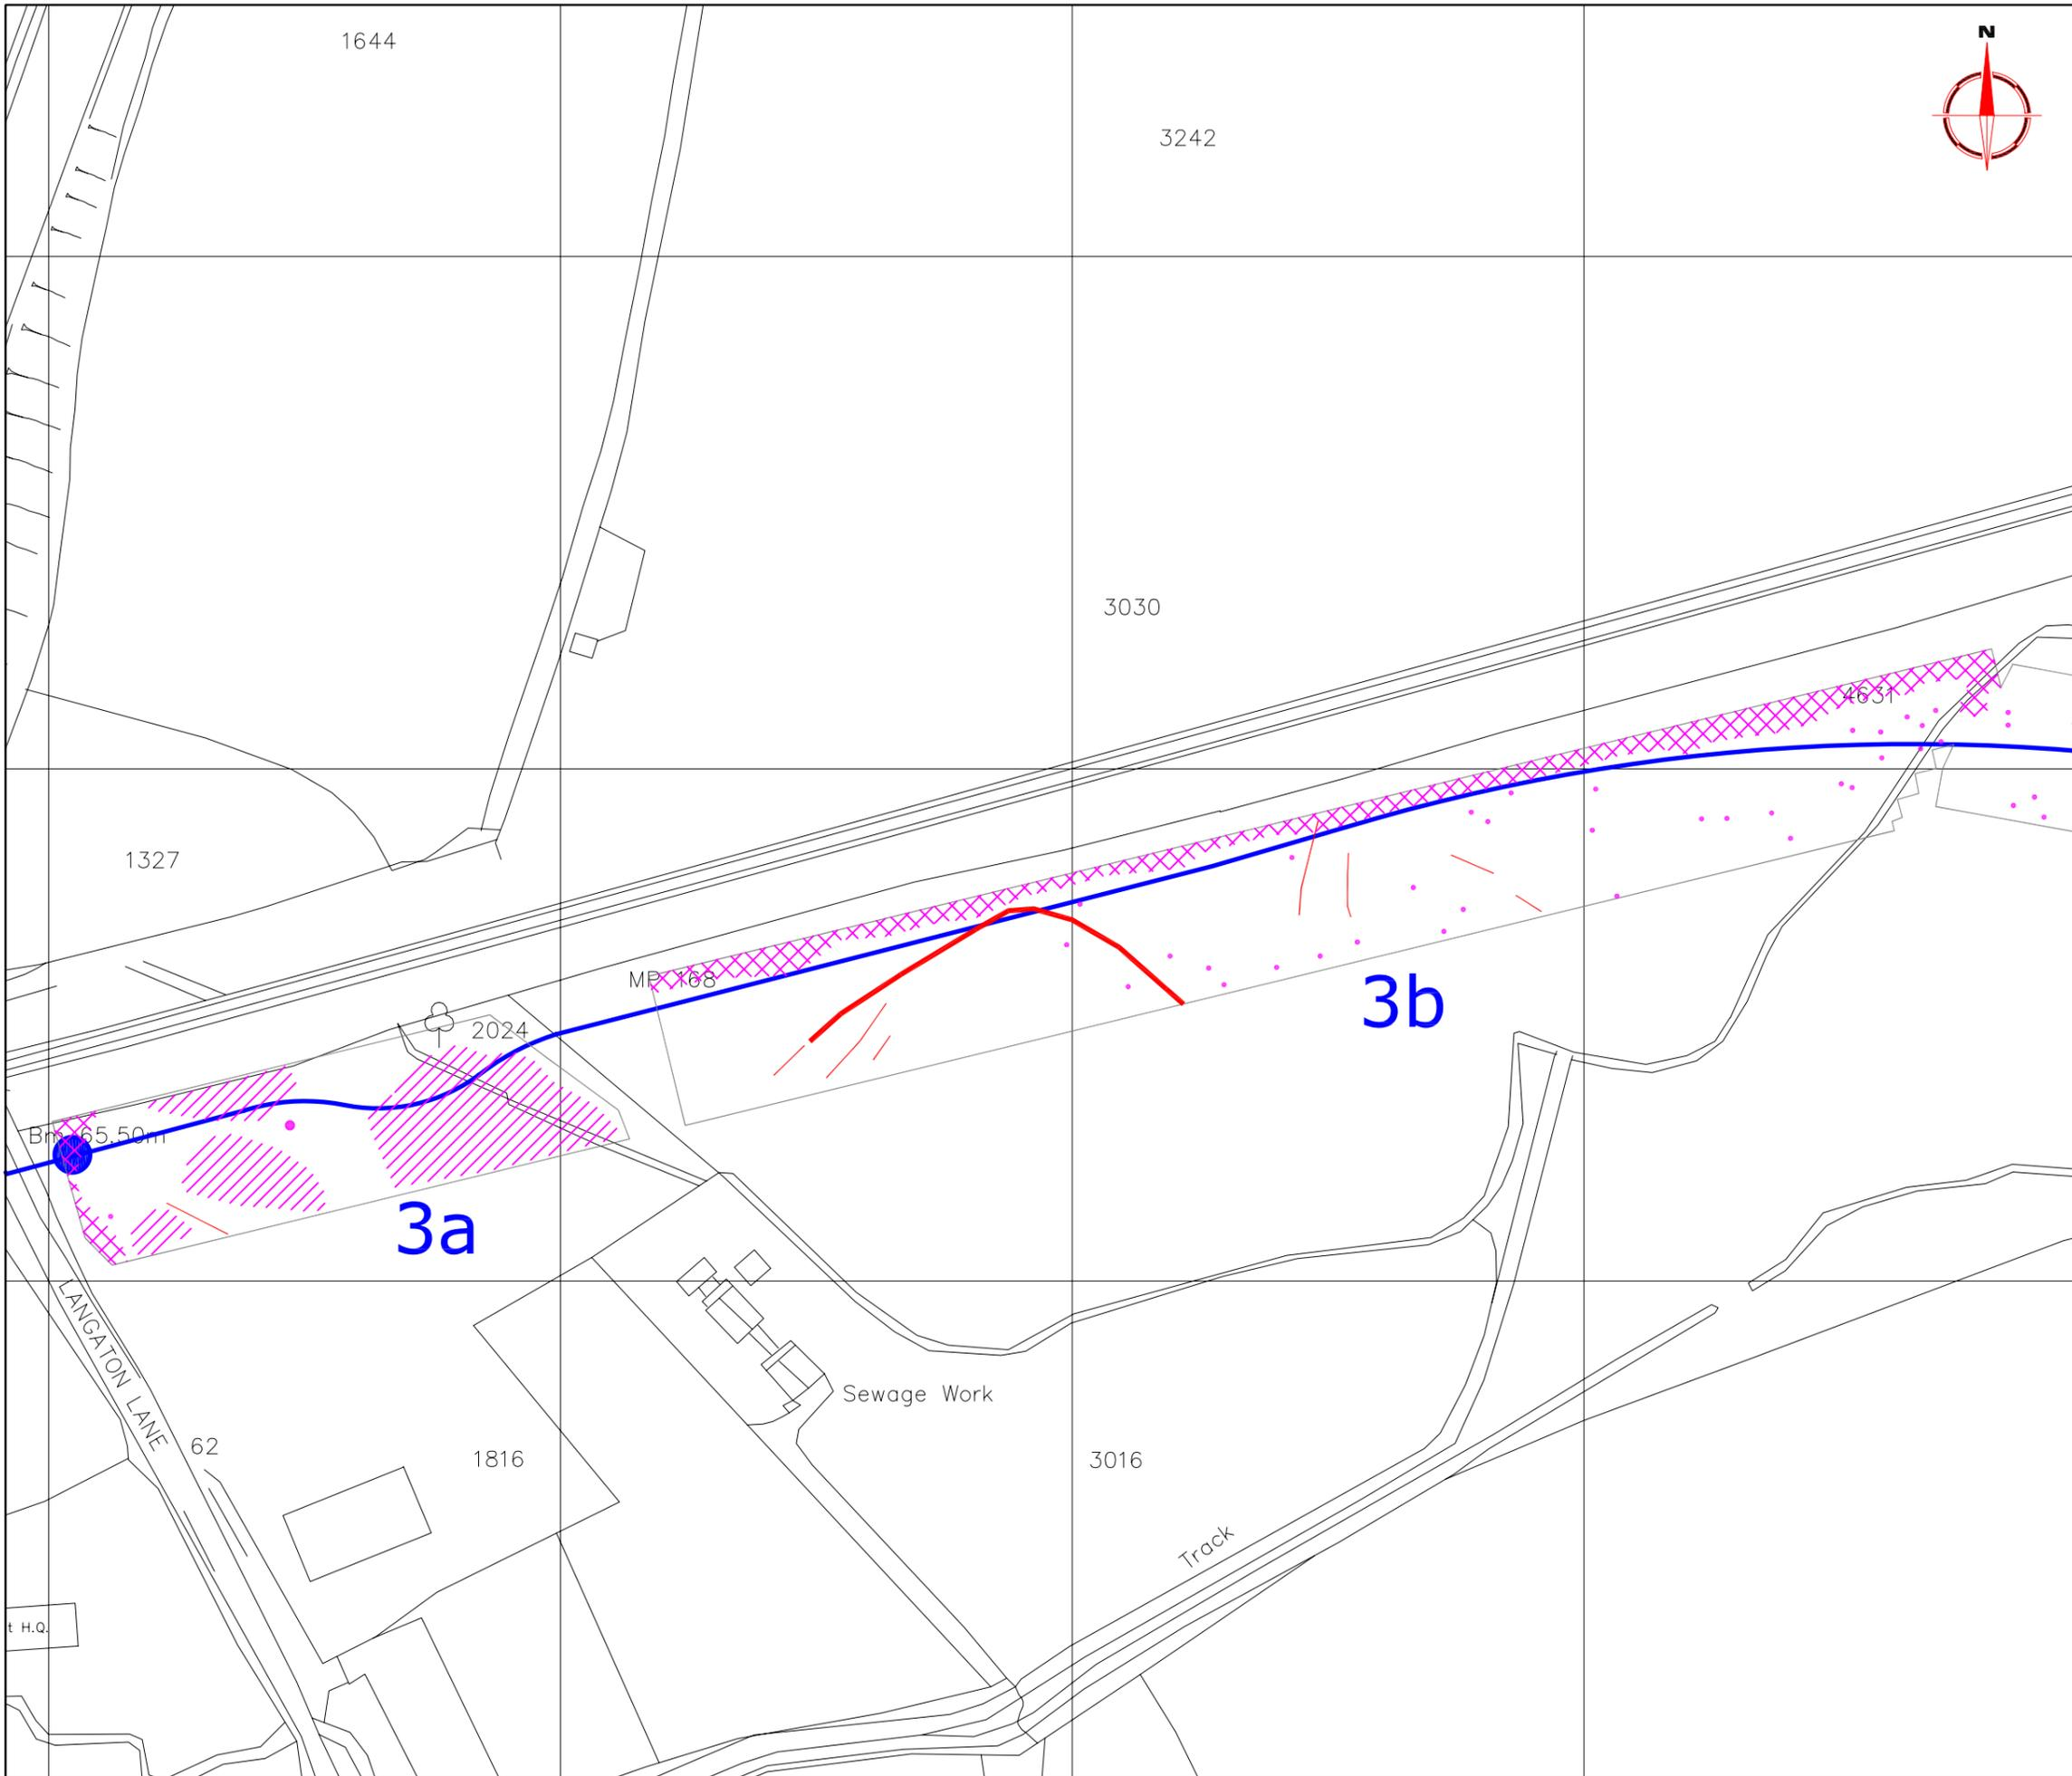 N
1644
3242
3030
4631
1327
MP 168
2024
3b
Bm 65.50m
3a
LANGATON LANE
Sewage Work
62
1816
3016
Track
t H.Q.